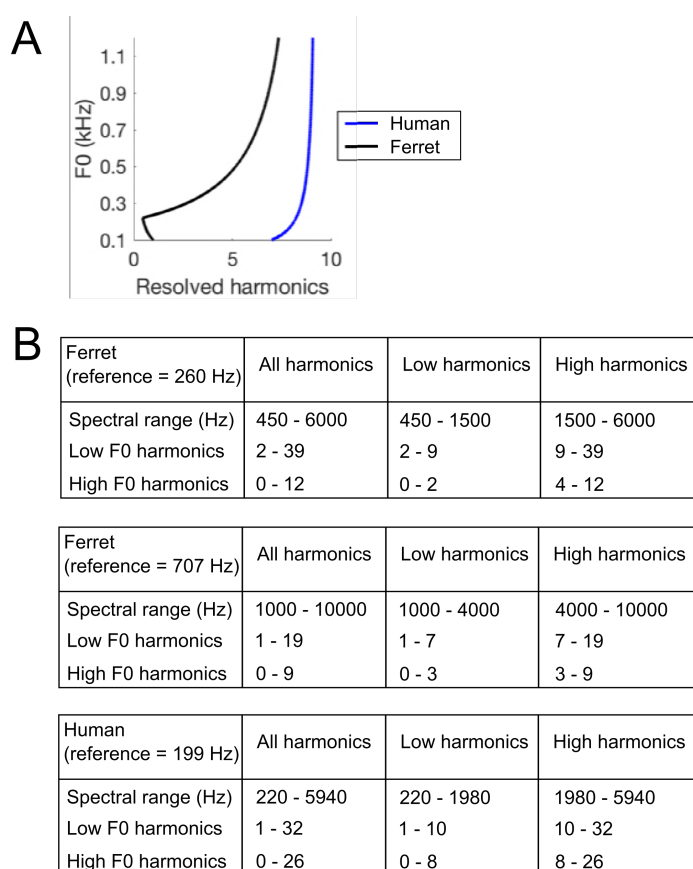 A
1.1
0.9
0.7
0.5
0.3
0.1
F0 (kHz)
0 5 10
Resolved harmonics
Human
Ferret
B
Ferret
(reference = 260 Hz) All harmonics Low harmonics High harmonics
Spectral range (Hz) 450 - 6000 450 - 1500 1500 - 6000
Low F0 harmonics 2 - 39 2 - 9 9 - 39
High F0 harmonics 0 - 12 0 - 2 4 - 12
Ferret
(reference = 707 Hz) All harmonics Low harmonics High harmonics
Spectral range (Hz) 1000 - 10000 1000 - 4000 4000 - 10000
Low F0 harmonics 1 - 19 1 - 7 7 - 19
High F0 harmonics 0 - 9 0 - 3 3 - 9
Human
(reference = 199 Hz) All harmonics Low harmonics High harmonics
Spectral range (Hz) 220 - 5940 220 - 1980 1980 - 5940
Low F0 harmonics 1 - 32 1 - 10 10 - 32
High F0 harmonics 0 - 26 0 - 8 8 - 26